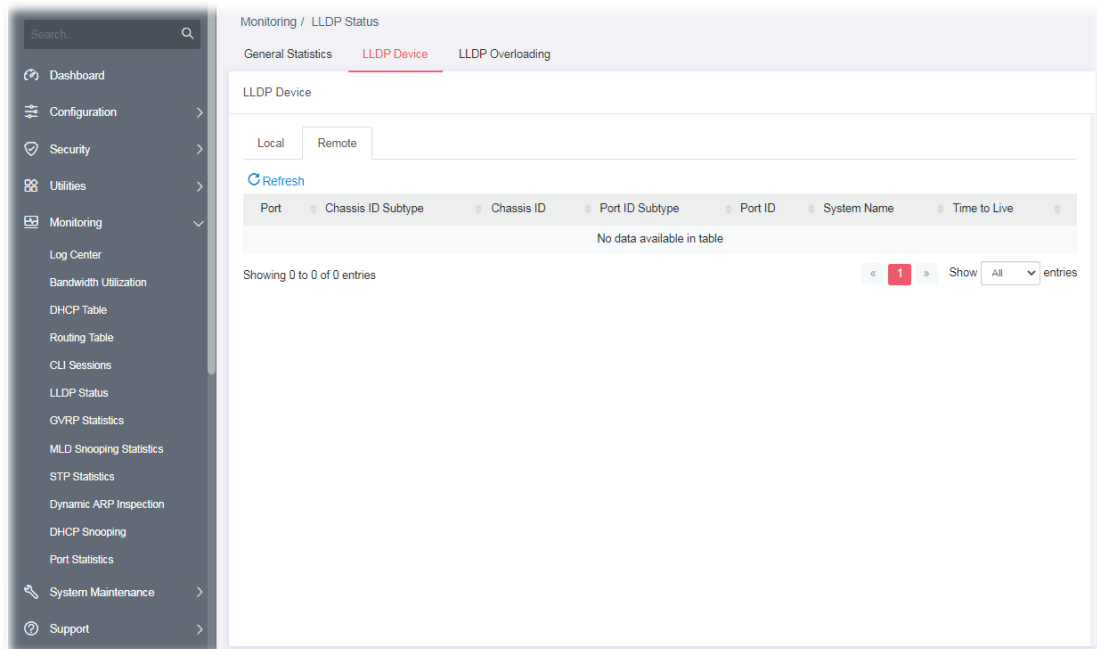 Search...
Dashboard
Configuration
Security
Utilities
Monitoring
Log Center
Bandwidth Utilization
DHCP Table
Routing Table
CLI Sessions
LLDP Status
GVRP Statistics
MLD Snooping Statistics
STP Statistics
Dynamic ARP Inspection
DHCP Snooping
Port Statistics
System Maintenance
Support
Monitoring / LLDP Status
General Statistics LLDP Device LLDP Overloading
LLDP Device
Local Remote
Refresh
Port Chassis ID Subtype Chassis ID Port ID Subtype Port ID System Name Time to Live
No data available in table
Showing 0 to 0 of 0 entries « 1 » Show All entries